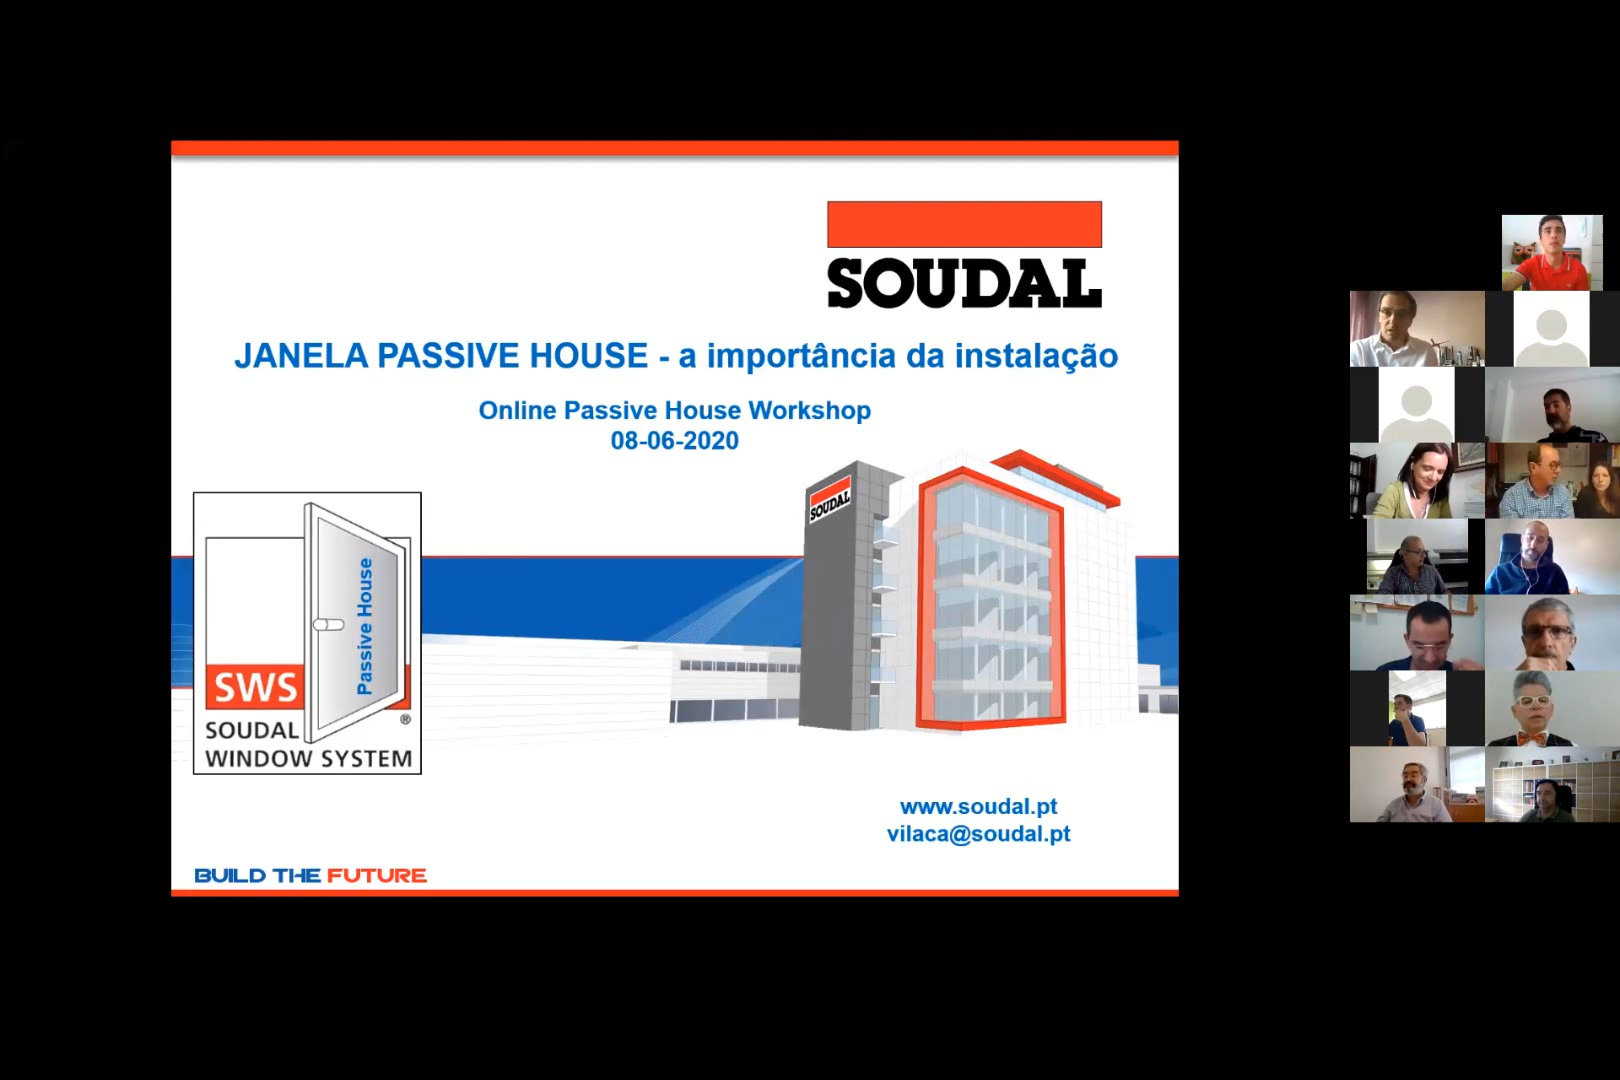 SOUDAL
JANELA PASSIVE HOUSE - a importância da instalação
Online Passive House Workshop
08-06-2020
SOUDAL
Passive House
SWS
®
SOUDAL
WINDOW SYSTEM
www.soudal.pt
vilaca@soudal.pt
BUILD THE FUTURE